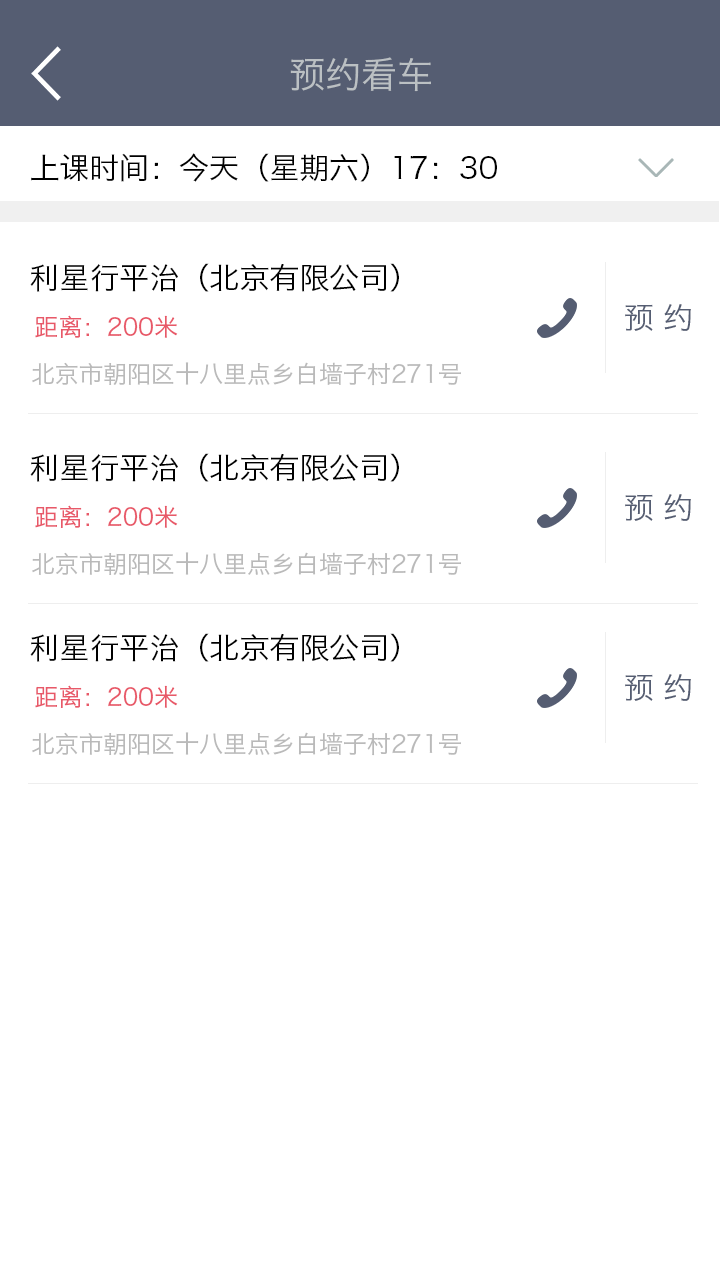 预约看车
上课时间：今天（星期六）17：30
利星行平治（北京有限公司）
距离：200米
北京市朝阳区十八里点乡白墙子村271号
预 约
利星行平治（北京有限公司）
距离：200米
北京市朝阳区十八里点乡白墙子村271号
预 约
利星行平治（北京有限公司）
距离：200米
北京市朝阳区十八里点乡白墙子村271号
预 约